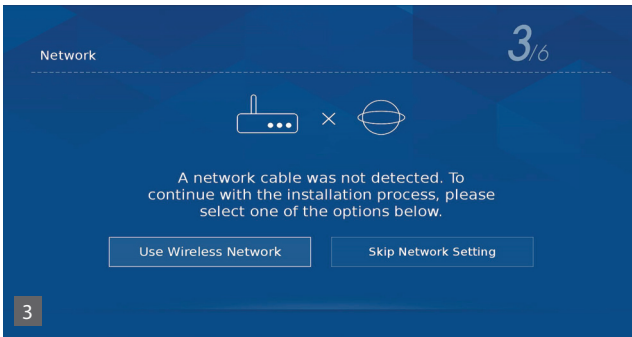 Network
3/6
A network cable was not detected. To
continue with the installation process, please
select one of the options below.
Use Wireless Network
Skip Network Setting
3